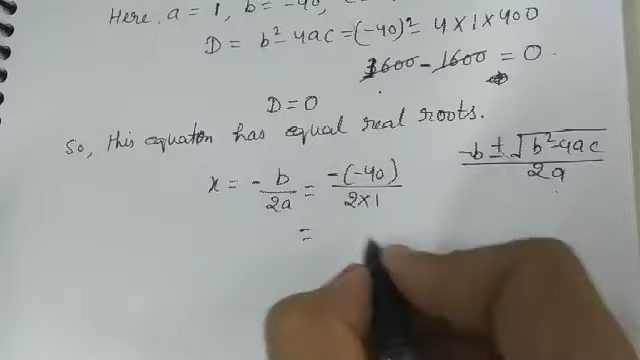 Here, a = 1, b = -40,
D = b² - 4ac = (-40)² - 4 × 1 × 400
1600 - 1600 = 0.
D = 0
So, this equaton has equal real roots.
x = - b/2a = -(-40)/2×1
-b ± √b²-4ac / 2a
=